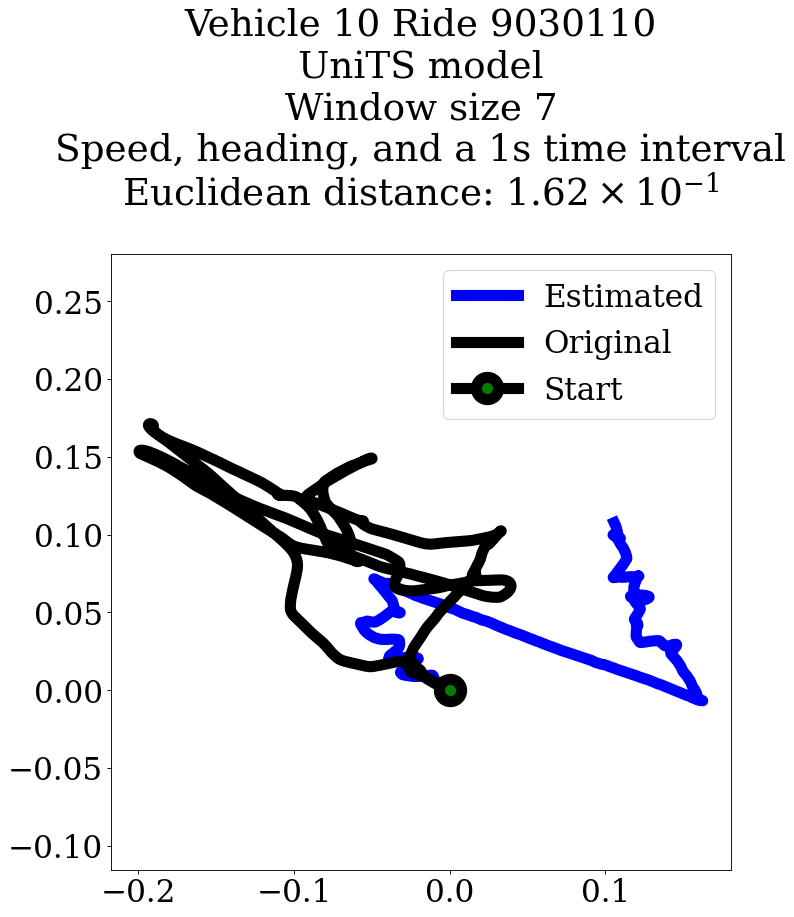 Vehicle 10 Ride 9030110
UniTS model
Window size 7
Speed, heading, and a 1s time interval
Euclidean distance: 1.62 × 10⁻¹
Estimated
Original
Start
0.25
0.20
0.15
0.10
0.05
0.00
−0.05
−0.10
−0.2 −0.1 0.0 0.1